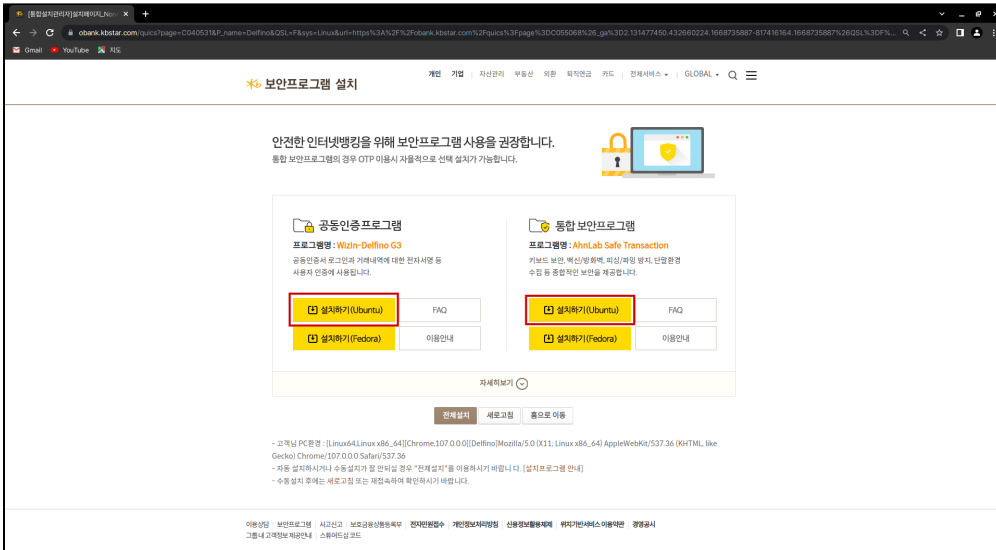 [통합설치관리자]설치페이지_Non
obank.kbstar.com/quics?page=C040531&P_name=Delfino&QSL=F&sys=Linux&url=https%3A%2F%2Fobank.kbstar.com%2Fquics%3Fpage%3DC055068%26_ga%3D2.131477450.432660224.1668735887-817416164.1668735887%26QSL%3DF%...
Gmail YouTube 지도
보안프로그램 설치
개인 기업 자산관리 부동산 외환 퇴직연금 카드 전체서비스 GLOBAL
안전한 인터넷뱅킹을 위해 보안프로그램 사용을 권장합니다.
통합 보안프로그램의 경우 OTP 이용시 자율적으로 선택 설치가 가능합니다.
공동인증프로그램
프로그램명 : WizIn-Delfino G3
공동인증서 로그인과 거래내역에 대한 전자서명 등
사용자 인증에 사용됩니다.
설치하기(Ubuntu) FAQ
설치하기(Fedora) 이용안내
통합 보안프로그램
프로그램명 : AhnLab Safe Transaction
키보드 보안, 백신/방화벽, 피싱/파밍 방지, 단말환경
수집 등 종합적인 보안을 제공합니다.
설치하기(Ubuntu) FAQ
설치하기(Fedora) 이용안내
자세히보기
전체설치 새로고침 홈으로 이동
- 고객님 PC환경 : [Linux64,Linux x86_64][Chrome,107.0.0.0][Delfino]Mozilla/5.0 (X11; Linux x86_64) AppleWebKit/537.36 (KHTML, like
Gecko) Chrome/107.0.0.0 Safari/537.36
- 자동 설치하시거나 수동설치가 잘 안되실 경우 "전체설치"를 이용하시기 바랍니 다. [설치프로그램 안내]
- 수동설치 후에는 새로고침 또는 재접속하여 확인하시기 바랍니다.
이용상담 보안프로그램 사고신고 보호금융상품등록부 전자민원접수 개인정보처리방침 신용정보활용체제 위치기반서비스 이용약관 경영공시
그룹 내 고객정보 제공안내 스튜어드십 코드